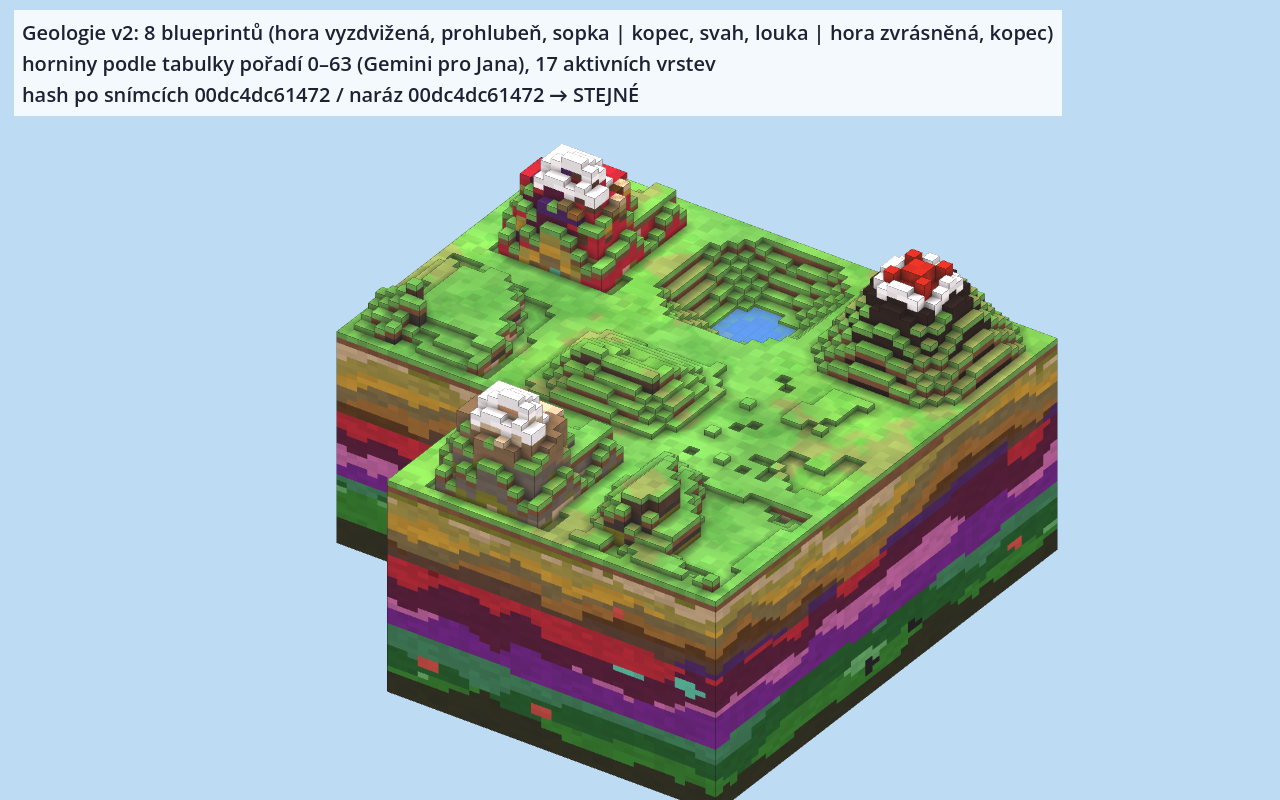 Geologie v2: 8 blueprintů (hora vyzdvižená, prohlubeň, sopka | kopec, svah, louka | hora zvrásněná, kopec)
horniny podle tabulky pořadí 0–63 (Gemini pro Jana), 17 aktivních vrstev
hash po snímcích 00dc4dc61472 / naráz 00dc4dc61472 → STEJNÉ